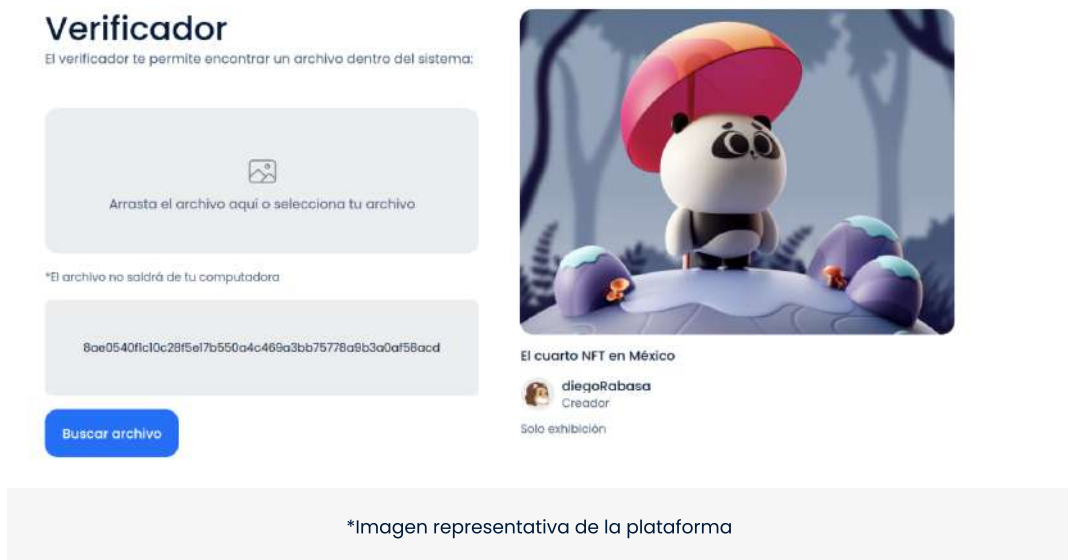 Verificador
El verificador te permite encontrar un archivo dentro del sistema:
Arrasta el archivo aquí o selecciona tu archivo
*El archivo no saldrá de tu computadora
8ae0540f1c10c28f5e17b550a4c469a3bb75778a9b3a0af58acd
Buscar archivo
El cuarto NFT en México
diegoRabasa
Creador
Solo exhibición
*Imagen representativa de la plataforma